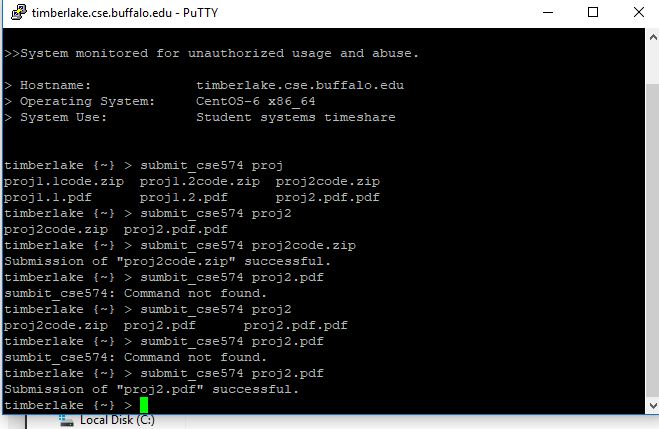 timberlake.cse.buffalo.edu - PuTTY
>>System monitored for unauthorized usage and abuse.
> Hostname: timberlake.cse.buffalo.edu
> Operating System: CentOS-6 x86_64
> System Use: Student systems timeshare
timberlake {~} > submit_cse574 proj
proj1.1code.zip proj1.2code.zip proj2code.zip
proj1.1.pdf proj1.2.pdf proj2.pdf.pdf
timberlake {~} > submit_cse574 proj2
proj2code.zip proj2.pdf.pdf
timberlake {~} > submit_cse574 proj2code.zip
Submission of "proj2code.zip" successful.
timberlake {~} > sumbit_cse574 proj2.pdf
sumbit_cse574: Command not found.
timberlake {~} > sumbit_cse574 proj2
proj2code.zip proj2.pdf proj2.pdf.pdf
timberlake {~} > sumbit_cse574 proj2.pdf
sumbit_cse574: Command not found.
timberlake {~} > submit_cse574 proj2.pdf
Submission of "proj2.pdf" successful.
timberlake {~} >
Local Disk (C:)